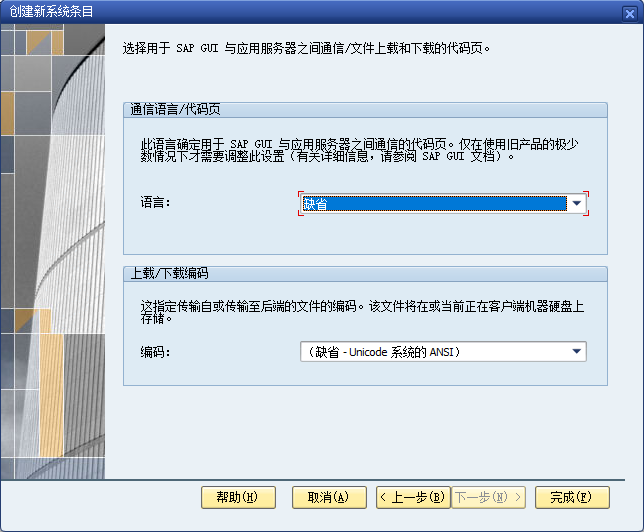 创建新系统条目
选择用于 SAP GUI 与应用服务器之间通信/文件上载和下载的代码页。
通信语言/代码页
此语言确定用于 SAP GUI 与应用服务器之间通信的代码页。仅在使用旧产品的极少
数情况下才需要调整此设置（有关详细信息，请参阅 SAP GUI 文档）。
语言： 缺省
上载/下载编码
这指定传输自或传输至后端的文件的编码。该文件将在或当前正在客户端机器硬盘上
存储。
编码： （缺省 - Unicode 系统的 ANSI）
帮助(H) 取消(A) < 上一步(B) 下一步(N) > 完成(F)